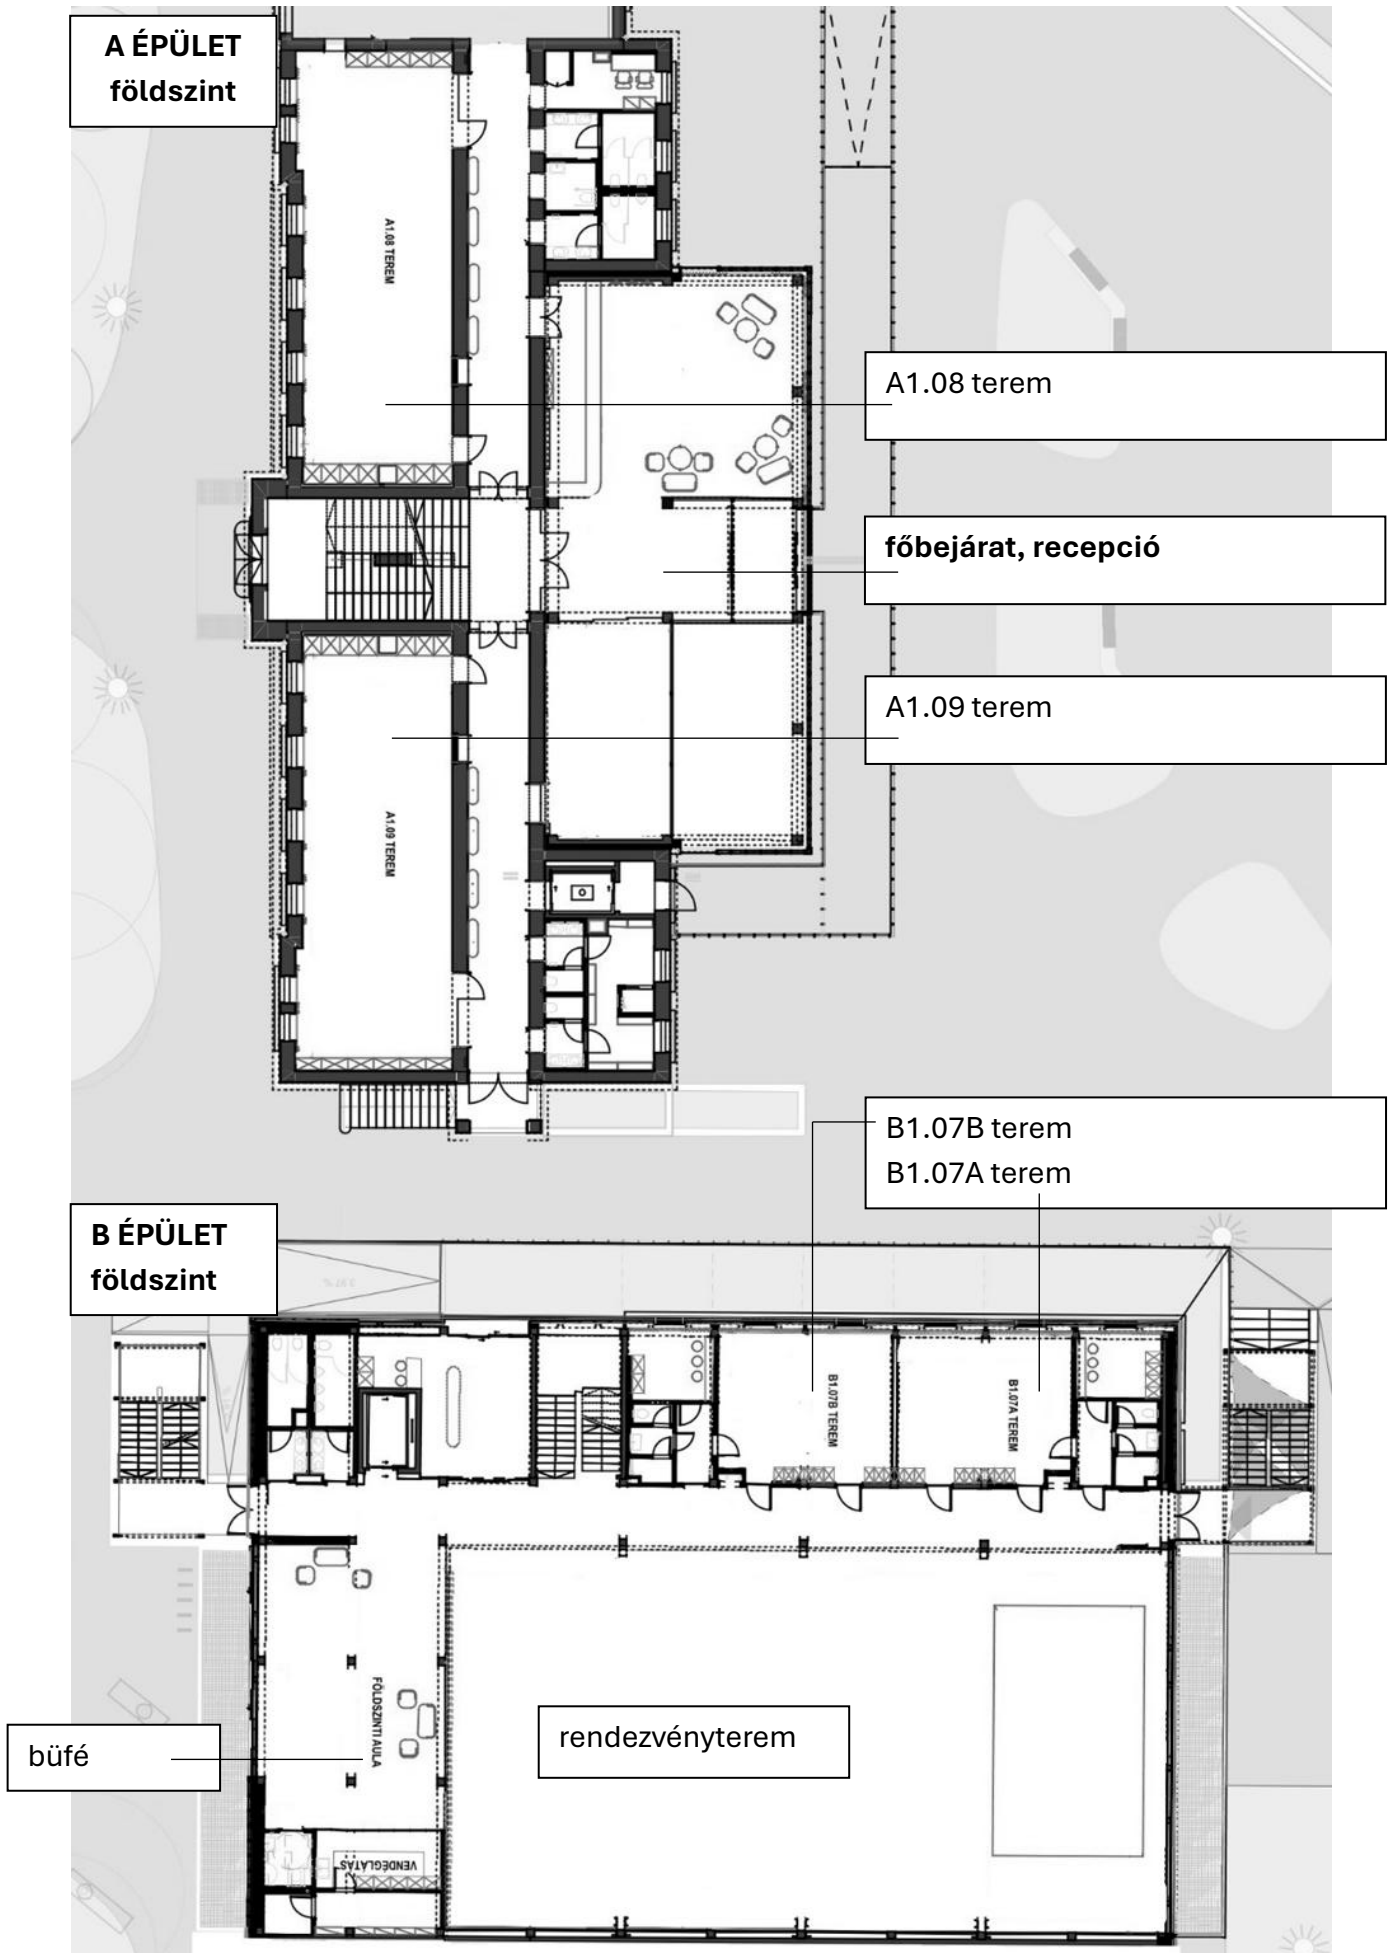 A ÉPÜLET
földszint
A1.08 TEREM
A1.08 terem
főbejárat, recepció
A1.09 terem
A1.09 TEREM
B1.07B terem
B1.07A terem
B ÉPÜLET
földszint
B1.07B TEREM
B1.07A TEREM
FÖLDSZINTI AULA
rendezvényterem
büfé
VENDÉGLÁTÁS